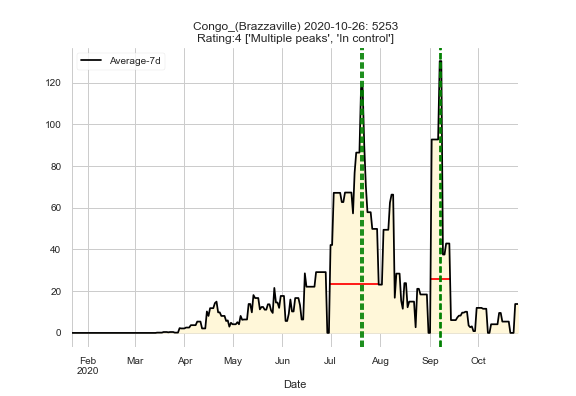 Congo_(Brazzaville) 2020-10-26: 5253
Rating:4 ['Multiple peaks', 'In control']
Average-7d
120
100
80
60
40
20
0
Feb
2020
Mar
Apr
May
Jun
Jul
Aug
Sep
Oct
Date